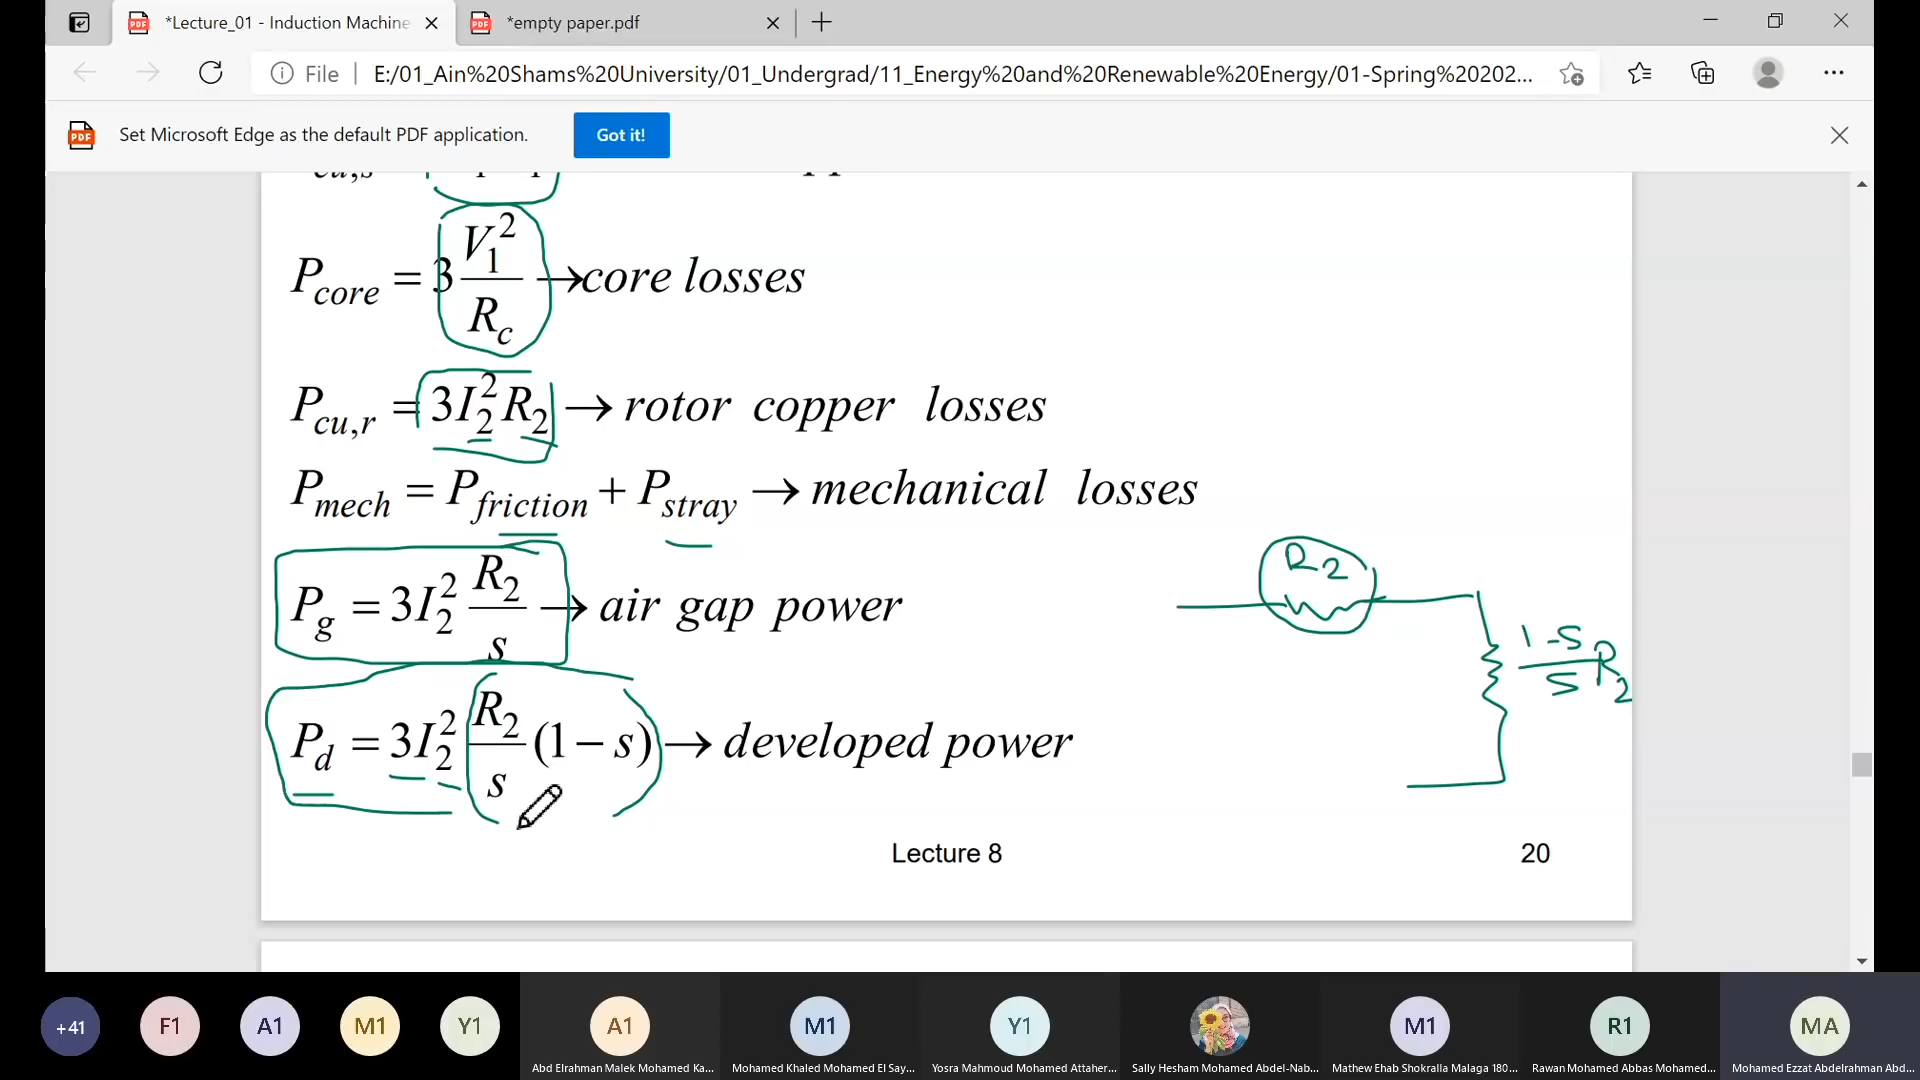 *Lecture_01 - Induction Machine
*empty paper.pdf
File
E:/01_Ain%20Shams%20University/01_Undergrad/11_Energy%20and%20Renewable%20Energy/01-Spring%20202...
PDF
Set Microsoft Edge as the default PDF application.
Got it!
cu,s
P_core = 3 V_1^2 / R_c → core losses
P_cu,r = 3I_2^2 R_2 → rotor copper losses
P_mech = P_friction + P_stray → mechanical losses
P_g = 3I_2^2 R_2 / s → air gap power
R2
1-s / s R2
P_d = 3I_2^2 R_2 / s (1 − s) → developed power
Lecture 8
20
+41
F1
A1
M1
Y1
A1
M1
Y1
M1
R1
MA
Abd Elrahman Malek Mohamed Ka...
Mohamed Khaled Mohamed El Say...
Yosra Mahmoud Mohamed Attaher...
Sally Hesham Mohamed Abdel-Nab...
Mathew Ehab Shokralla Malaga 180...
Rawan Mohamed Abbas Mohamed...
Mohamed Ezzat Abdelrahman Abd...